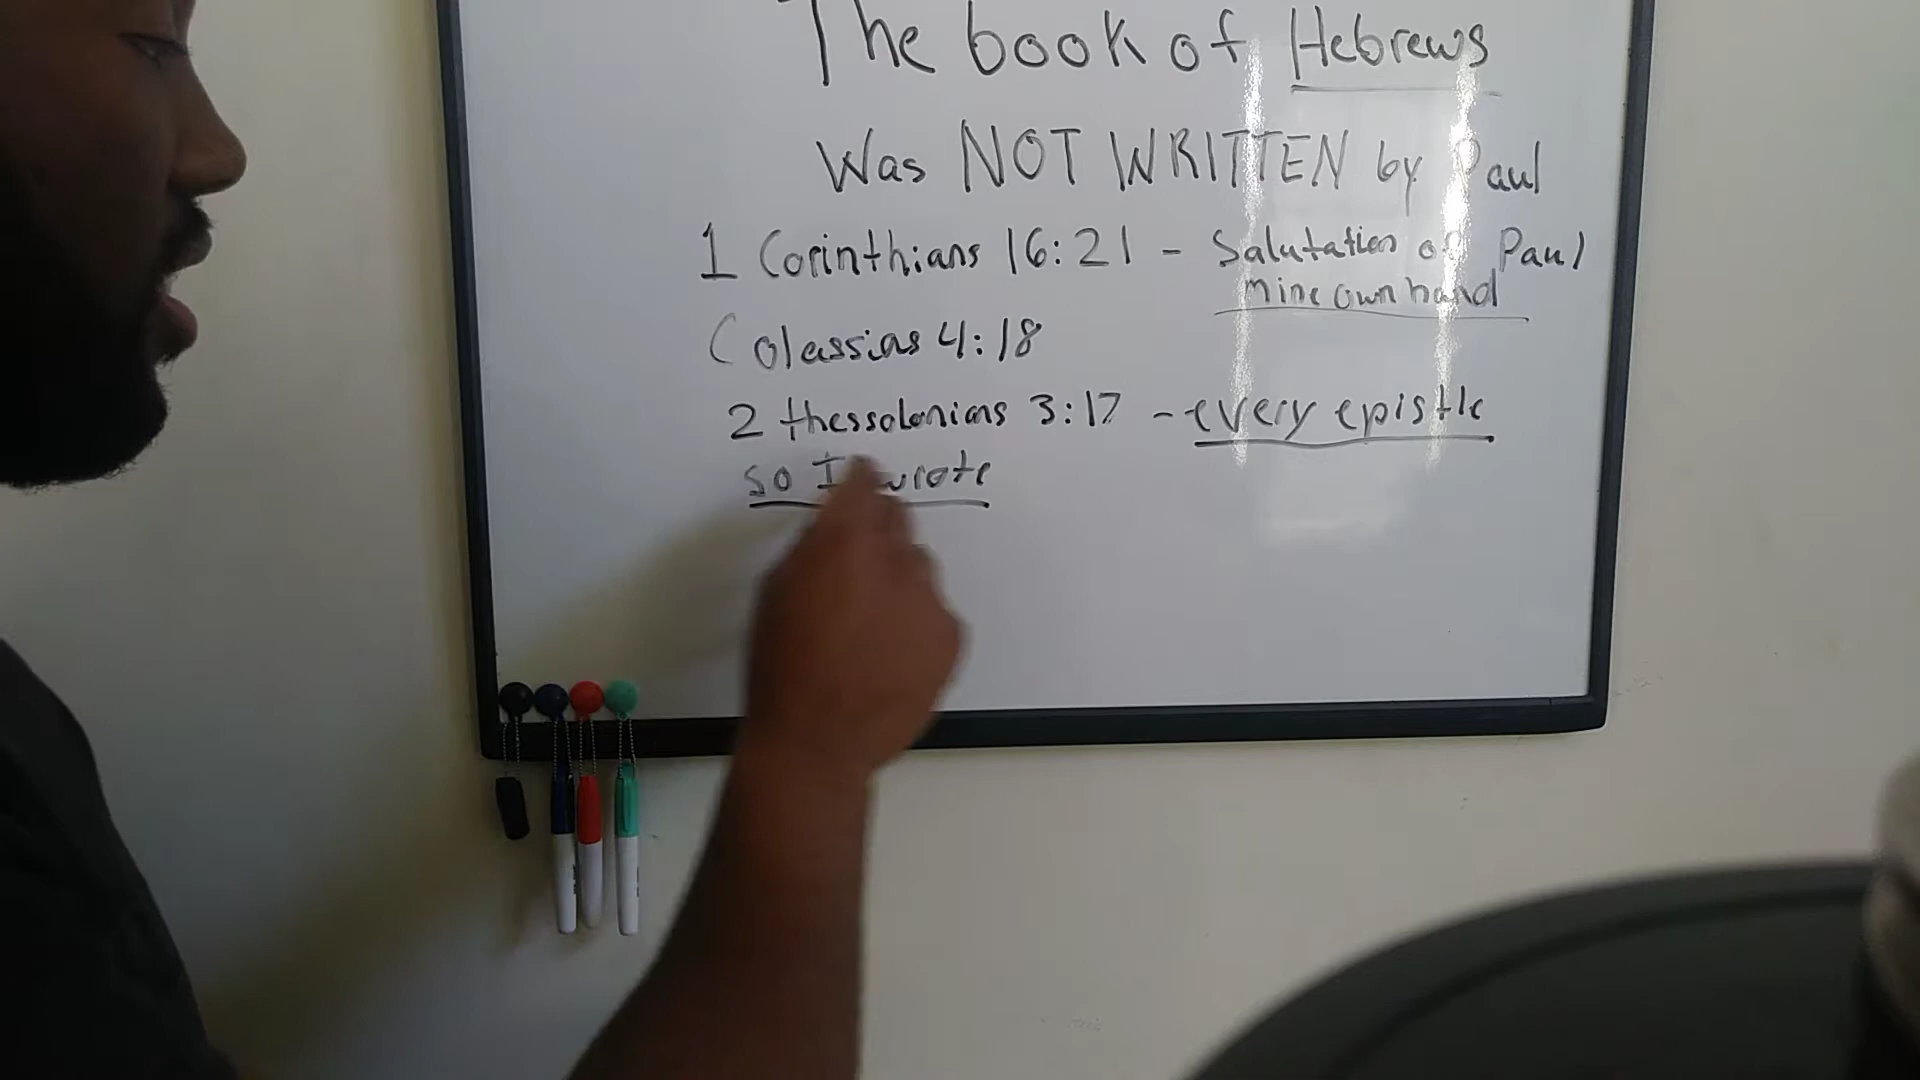 The book of Hebrews
Was NOT WRITTEN by Paul
1 Corinthians 16:21 - Salutation of Paul
mine own hand
Colassias 4:18
2 thessolonians 3:17 - every epistle
so I wrote